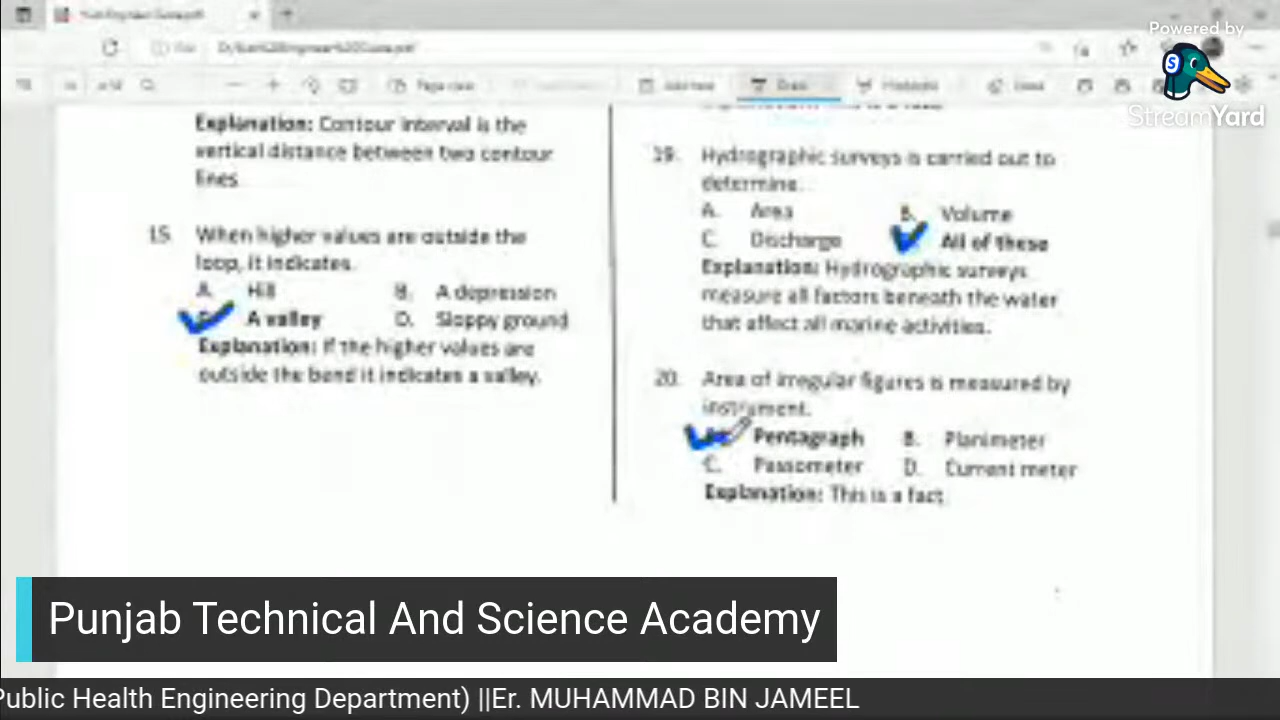 Powered by
StreamYard
Page view
Draw
Explanation: Contour interval is the
vertical distance between two contour
lines
15. When higher values are outside the
loop, it indicates.
A. Hill B. A depression
A valley D. Sloppy ground
Explanation: If the higher values are
outside the bend it indicates a valley.
19. Hydrographic surveys is carried out to
determine.
A. Area B. Volume
C. Discharge All of these
Explanation: Hydrographic surveys
measure all factors beneath the water
that affect all marine activities.
20. Area of irregular figures is measured by
instrument.
Pentagraph B. Planimeter
C. Passometer D. Current meter
Explanation: This is a fact
Punjab Technical And Science Academy
Public Health Engineering Department) ||Er. MUHAMMAD BIN JAMEEL